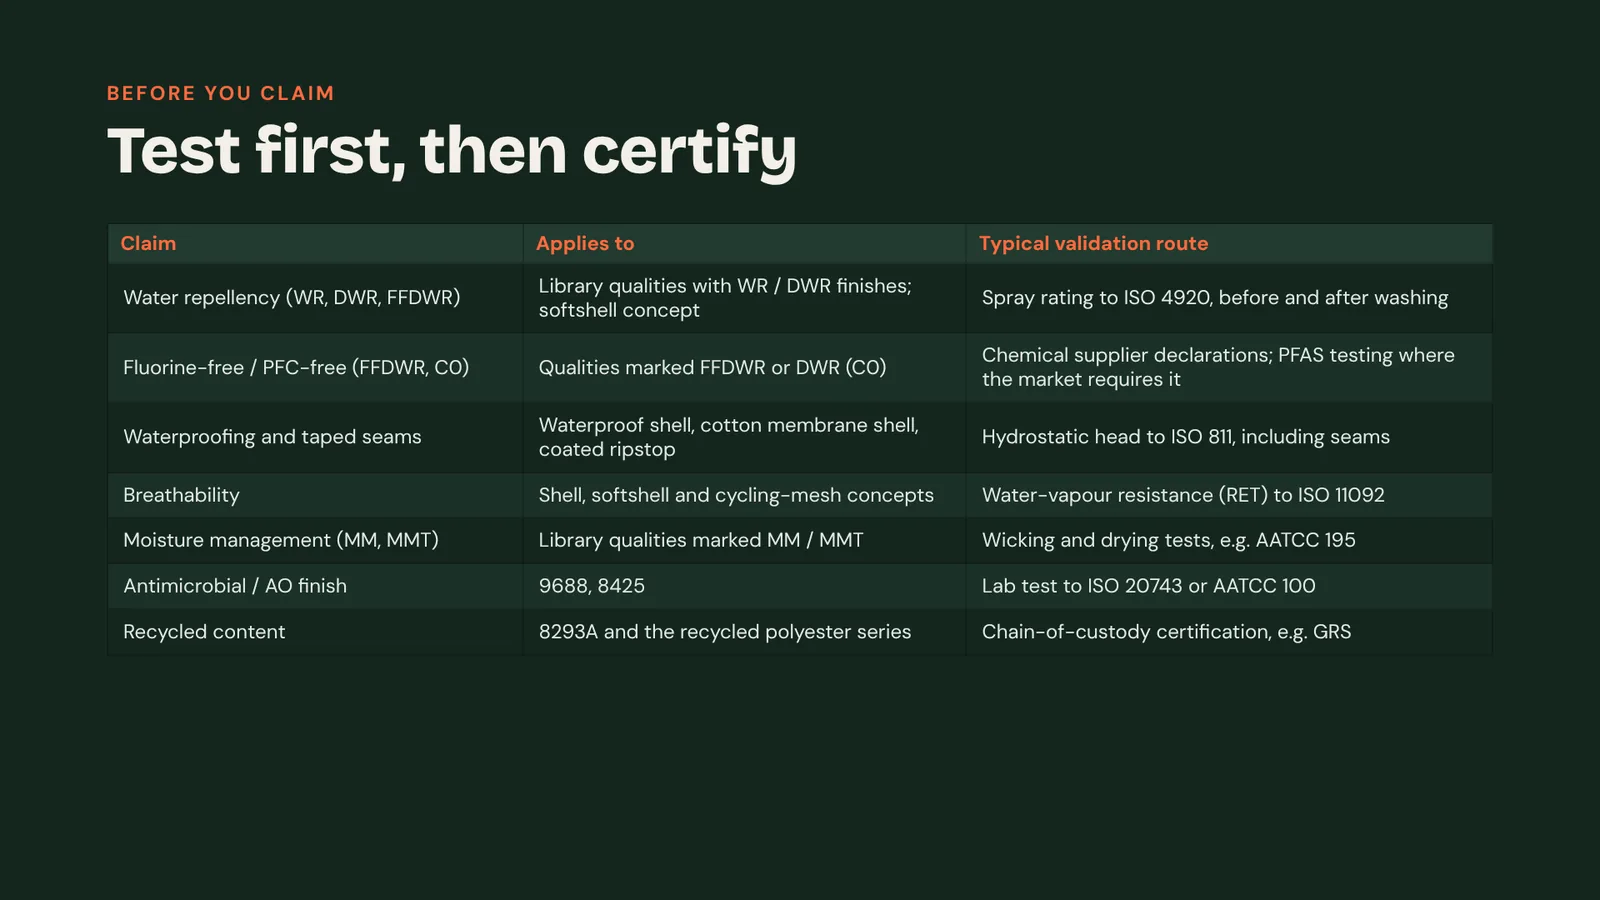 BEFORE YOU CLAIM
Test first, then certify
Claim
Applies to
Typical validation route
Water repellency (WR, DWR, FFDWR)
Library qualities with WR / DWR finishes;
softshell concept
Spray rating to ISO 4920, before and after washing
Fluorine-free / PFC-free (FFDWR, C0)
Qualities marked FFDWR or DWR (C0)
Chemical supplier declarations; PFAS testing where
the market requires it
Waterproofing and taped seams
Waterproof shell, cotton membrane shell,
coated ripstop
Hydrostatic head to ISO 811, including seams
Breathability
Shell, softshell and cycling-mesh concepts
Water-vapour resistance (RET) to ISO 11092
Moisture management (MM, MMT)
Library qualities marked MM / MMT
Wicking and drying tests, e.g. AATCC 195
Antimicrobial / AO finish
9688, 8425
Lab test to ISO 20743 or AATCC 100
Recycled content
8293A and the recycled polyester series
Chain-of-custody certification, e.g. GRS